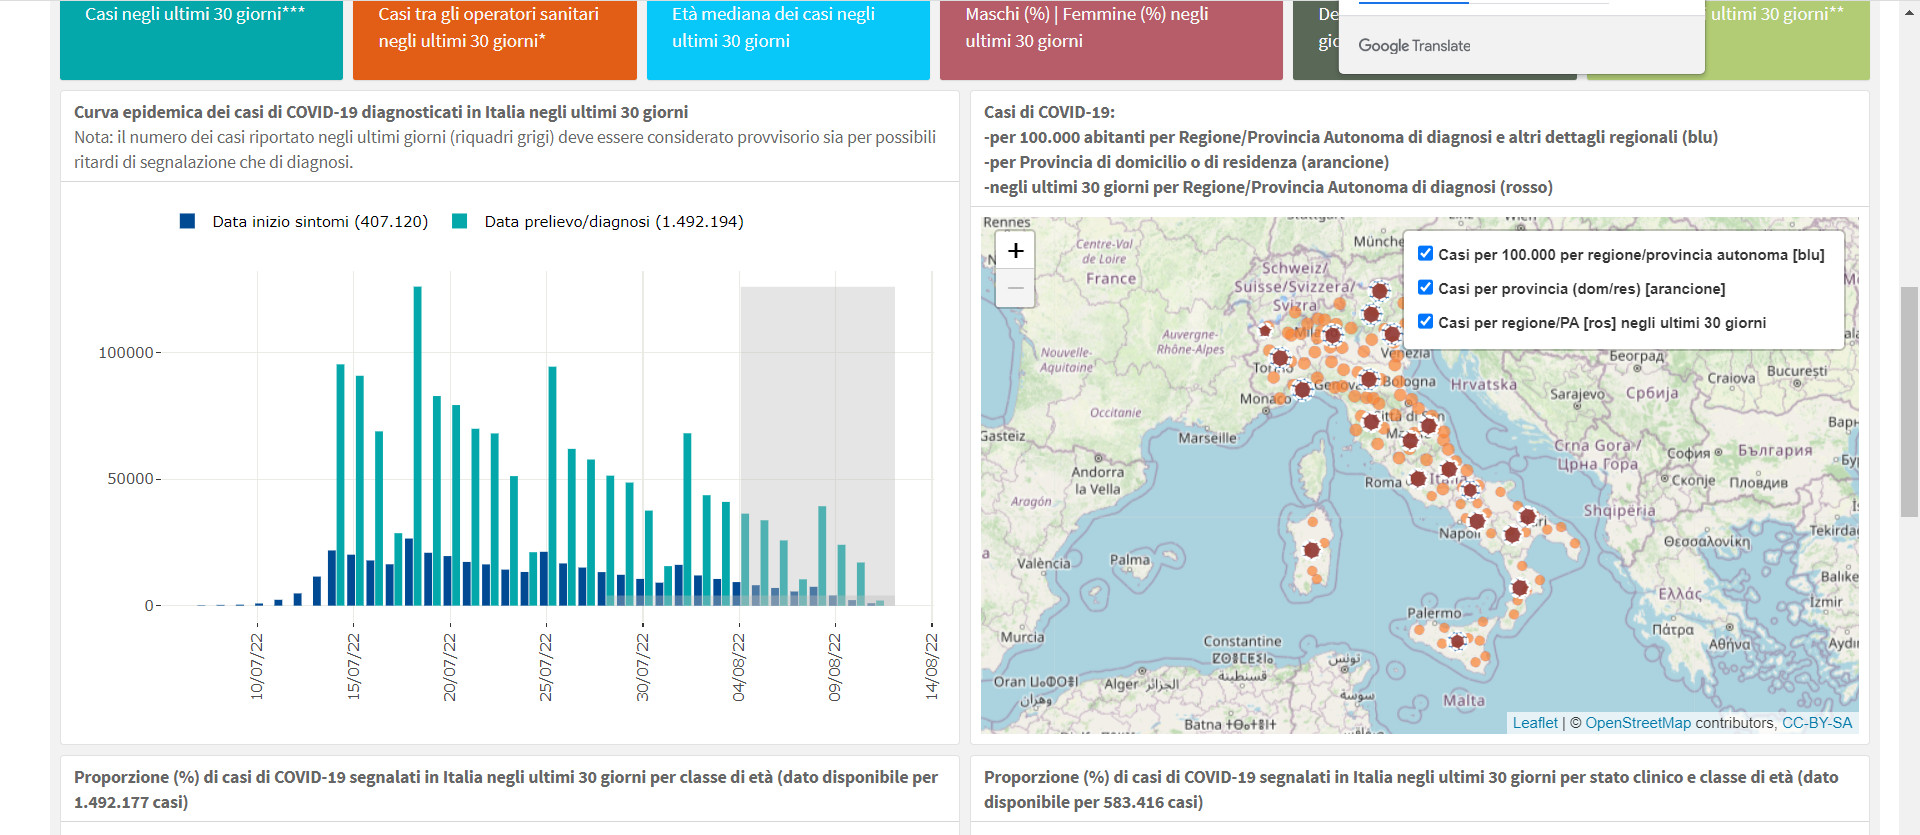 Casi negli ultimi 30 giorni***
Casi tra gli operatori sanitari
negli ultimi 30 giorni*
Età mediana dei casi negli
ultimi 30 giorni
Maschi (%) | Femmine (%) negli
ultimi 30 giorni
De
gio
ultimi 30 giorni**
Google Translate
Curva epidemica dei casi di COVID-19 diagnosticati in Italia negli ultimi 30 giorni
Nota: il numero dei casi riportato negli ultimi giorni (riquadri grigi) deve essere considerato provvisorio sia per possibili
ritardi di segnalazione che di diagnosi.
Data inizio sintomi (407.120)
Data prelievo/diagnosi (1.492.194)
100000
50000
0
10/07/22
15/07/22
20/07/22
25/07/22
30/07/22
04/08/22
09/08/22
14/08/22
Casi di COVID-19:
-per 100.000 abitanti per Regione/Provincia Autonoma di diagnosi e altri dettagli regionali (blu)
-per Provincia di domicilio o di residenza (arancione)
-negli ultimi 30 giorni per Regione/Provincia Autonoma di diagnosi (rosso)
+
−
Casi per 100.000 per regione/provincia autonoma [blu]
Casi per provincia (dom/res) [arancione]
Casi per regione/PA [ros] negli ultimi 30 giorni
Rennes
Centre-Val
de Loire
France
Münche
Schweiz/
Suisse/Svizzera/
Svizra
Auvergne-
Rhône-Alpes
Nouvelle-
Aquitaine
Venezia
Genova
Bologna
Hrvatska
Monaco
Occitanie
Marseille
Gasteiz
Andorra
la Vella
Aragón
Roma
Napoli
Београд
Craiova
București
Sarajevo
Србија
Crna Gora /
Црна Гора
София
България
Скопје
Пловдив
Shqipëria
Tekirda
Θεσσαλονίκη
València
Palma
Balıke
Ελλάς
İzmir
Palermo
Πάτρα
Αθήνα
Aydı
Murcia
Constantine
قسنطينة
تونس
سوسة
وهران
Alger الجزائر
Malta
Batna
Leaflet | © OpenStreetMap contributors, CC-BY-SA
Proporzione (%) di casi di COVID-19 segnalati in Italia negli ultimi 30 giorni per classe di età (dato disponibile per
1.492.177 casi)
Proporzione (%) di casi di COVID-19 segnalati in Italia negli ultimi 30 giorni per stato clinico e classe di età (dato
disponibile per 583.416 casi)